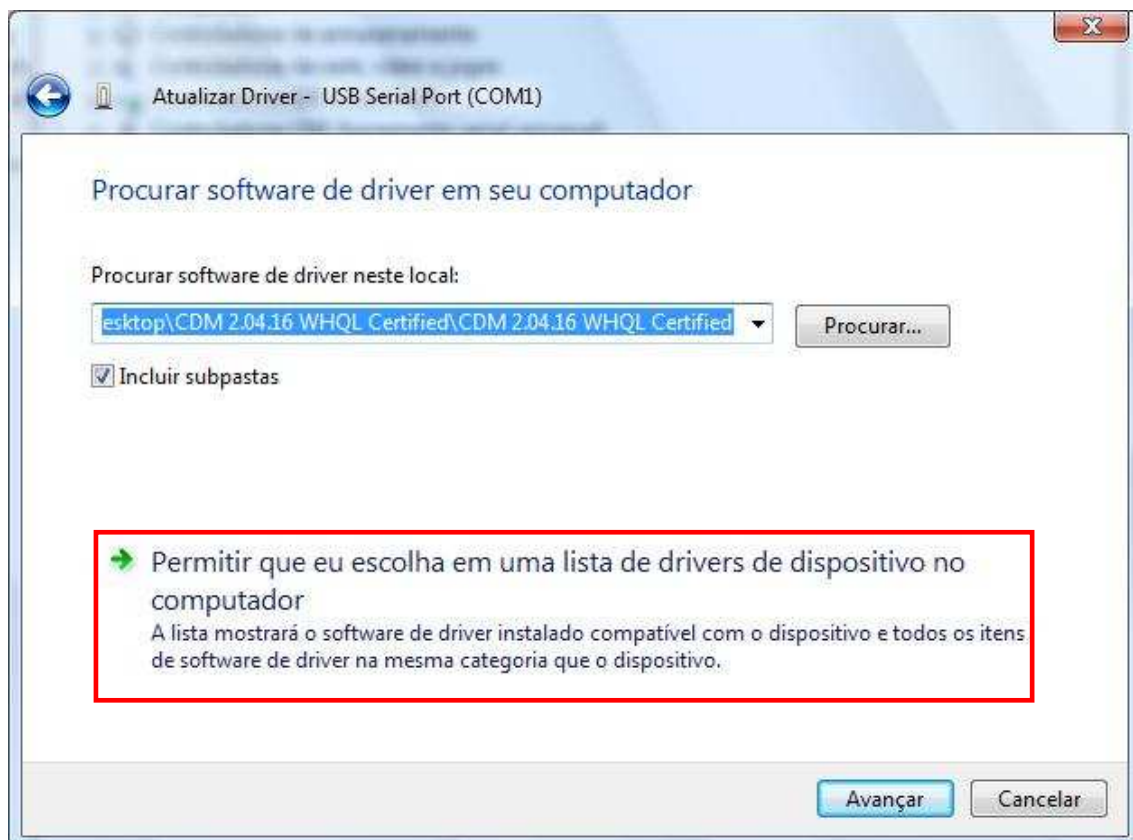 Atualizar Driver - USB Serial Port (COM1)
Procurar software de driver em seu computador
Procurar software de driver neste local:
esktop\CDM 2.04.16 WHQL Certified\CDM 2.04.16 WHQL Certified
Procurar...
Incluir subpastas
Permitir que eu escolha em uma lista de drivers de dispositivo no
computador
A lista mostrará o software de driver instalado compatível com o dispositivo e todos os itens
de software de driver na mesma categoria que o dispositivo.
Avançar
Cancelar